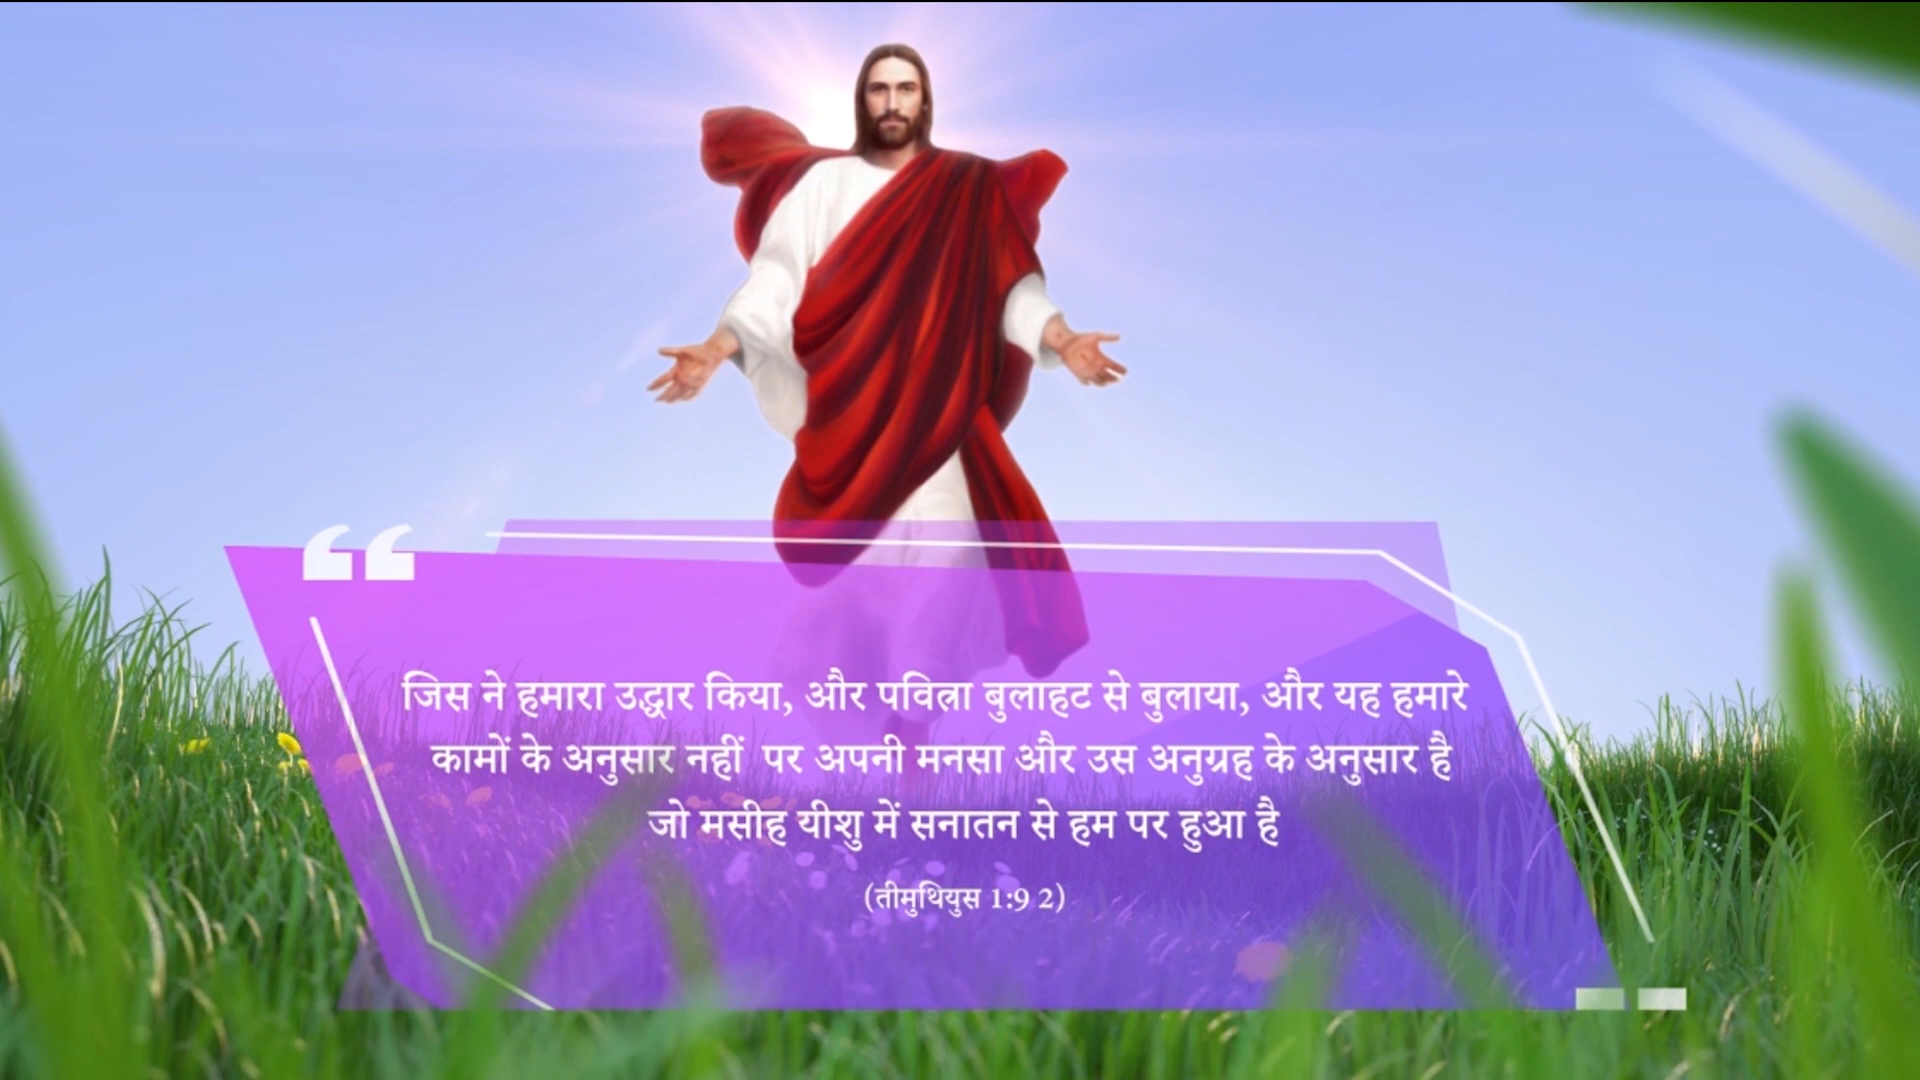 जिस ने हमारा उद्धार किया, और पवित्रा बुलाहट से बुलाया, और यह हमारे
कामों के अनुसार नहीं  पर अपनी मनसा और उस अनुग्रह के अनुसार है
जो मसीह यीशु में सनातन से हम पर हुआ है
(तीमुथियुस 1:9 2)